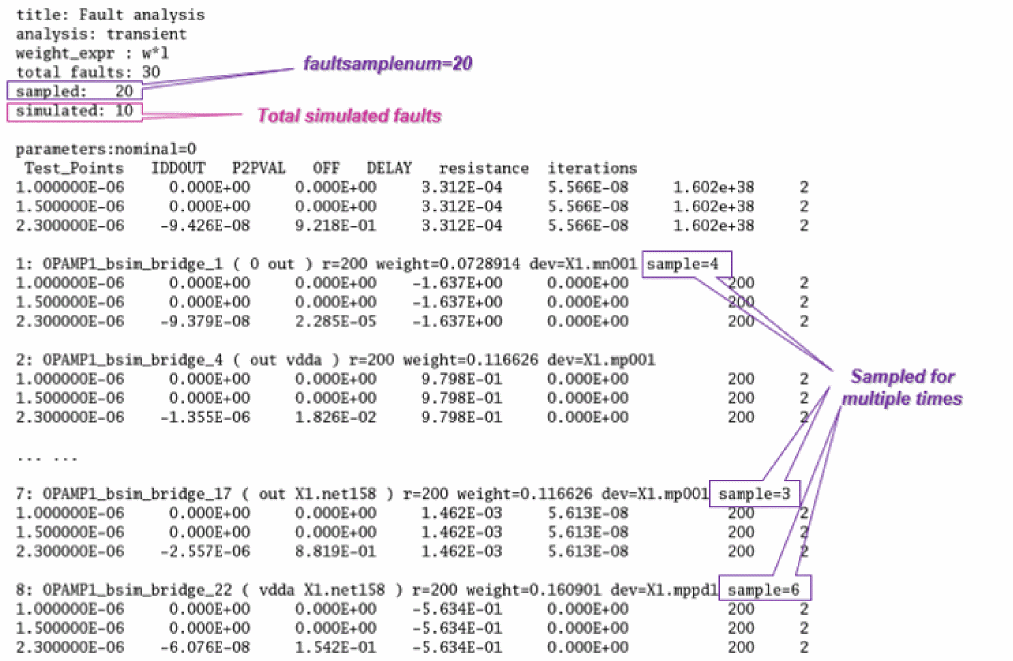 title: Fault analysis
analysis: transient
weight_expr : w*l
total faults: 30
faultsamplenum=20
sampled:   20
simulated: 10
Total simulated faults
parameters:nominal=0
Test_Points   IDDOUT   P2PVAL   OFF   DELAY   resistance   iterations
1.000000E-06   0.000E+00   0.000E+00   3.312E-04   5.566E-08   1.602e+38   2
1.500000E-06   0.000E+00   0.000E+00   3.312E-04   5.566E-08   1.602e+38   2
2.300000E-06   -9.426E-08   9.218E-01   3.312E-04   5.566E-08   1.602e+38   2
1: OPAMP1_bsim_bridge_1 ( 0 out ) r=200 weight=0.0728914 dev=X1.mn001 sample=4
1.000000E-06   0.000E+00   0.000E+00   -1.637E+00   0.000E+00   200   2
1.500000E-06   0.000E+00   0.000E+00   -1.637E+00   0.000E+00   200   2
2.300000E-06   -9.379E-08   2.285E-05   -1.637E+00   0.000E+00   200   2
2: OPAMP1_bsim_bridge_4 ( out vdda ) r=200 weight=0.116626 dev=X1.mp001
1.000000E-06   0.000E+00   0.000E+00   9.798E-01   0.000E+00   200   2
1.500000E-06   0.000E+00   0.000E+00   9.798E-01   0.000E+00   200   2
2.300000E-06   -1.355E-06   1.826E-02   9.798E-01   0.000E+00   200   2
Sampled for
multiple times
... ...
7: OPAMP1_bsim_bridge_17 ( out X1.net158 ) r=200 weight=0.116626 dev=X1.mp001 sample=3
1.000000E-06   0.000E+00   0.000E+00   1.462E-03   5.613E-08   200   2
1.500000E-06   0.000E+00   0.000E+00   1.462E-03   5.613E-08   200   2
2.300000E-06   -2.557E-06   8.819E-01   1.462E-03   5.613E-08   200   2
8: OPAMP1_bsim_bridge_22 ( vdda X1.net158 ) r=200 weight=0.160901 dev=X1.mppd1 sample=6
1.000000E-06   0.000E+00   0.000E+00   -5.634E-01   0.000E+00   200   2
1.500000E-06   0.000E+00   0.000E+00   -5.634E-01   0.000E+00   200   2
2.300000E-06   -6.076E-08   1.542E-01   -5.634E-01   0.000E+00   200   2